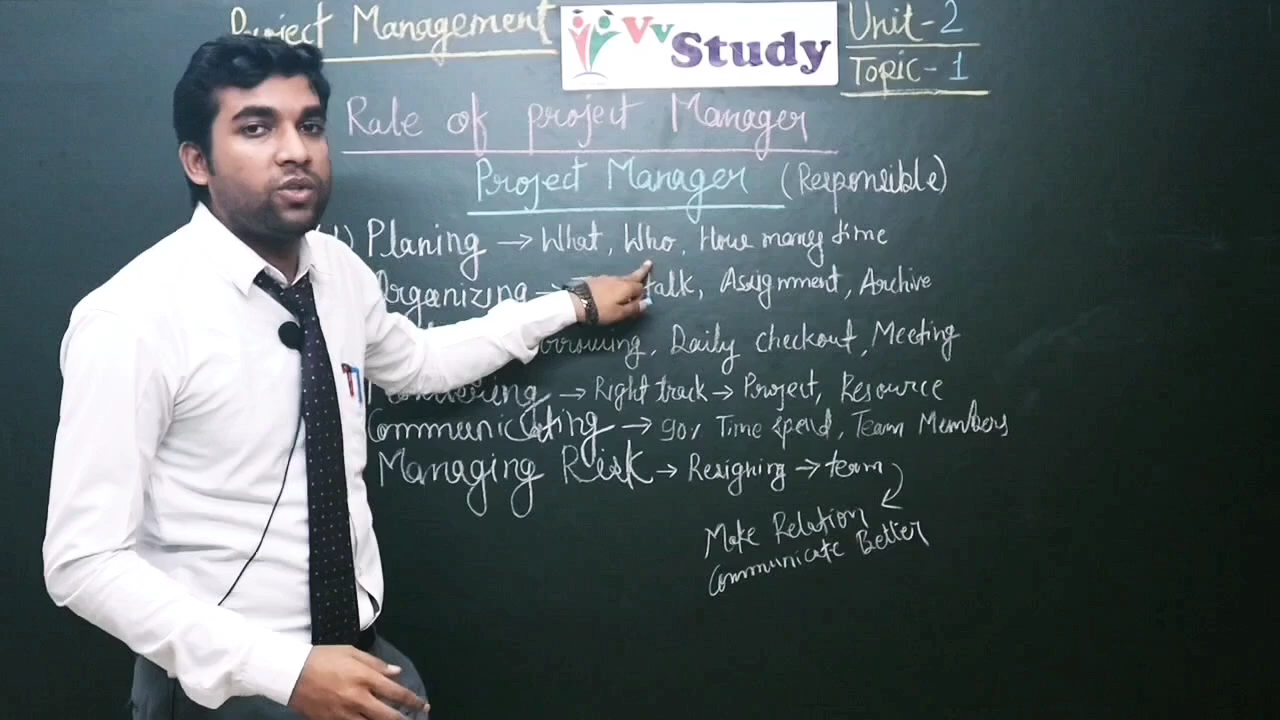 Project Management
VV Study
Unit-2
Topic-1
Role of project Manager
Project Manager (Responsible)
1) Planing → What, Who, How many time
Organizing → talk, Assignment, Archive
Daily checkout, Meeting
→ Right track → Project, Resource
Communicating → 90% Time spend, Team Members
Managing Risk → Resigning → team
Make Relation
Communicate Better